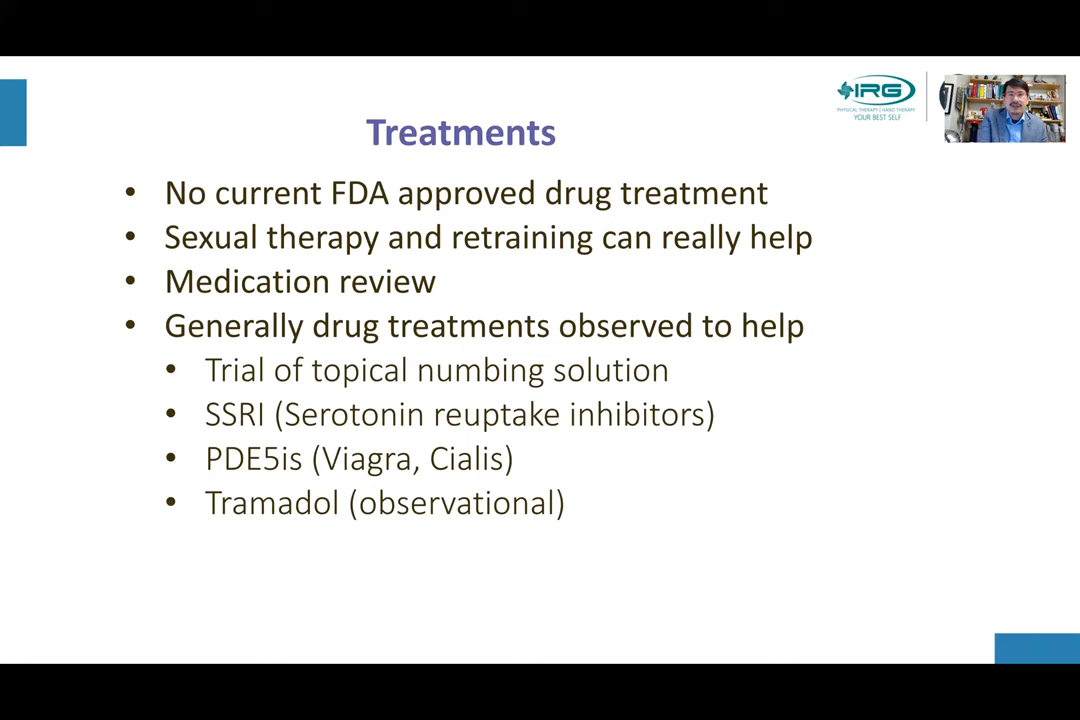 IRG
PHYSICAL THERAPY | HAND THERAPY
YOUR BEST SELF
Treatments
• No current FDA approved drug treatment
• Sexual therapy and retraining can really help
• Medication review
• Generally drug treatments observed to help
• Trial of topical numbing solution
• SSRI (Serotonin reuptake inhibitors)
• PDE5is (Viagra, Cialis)
• Tramadol (observational)